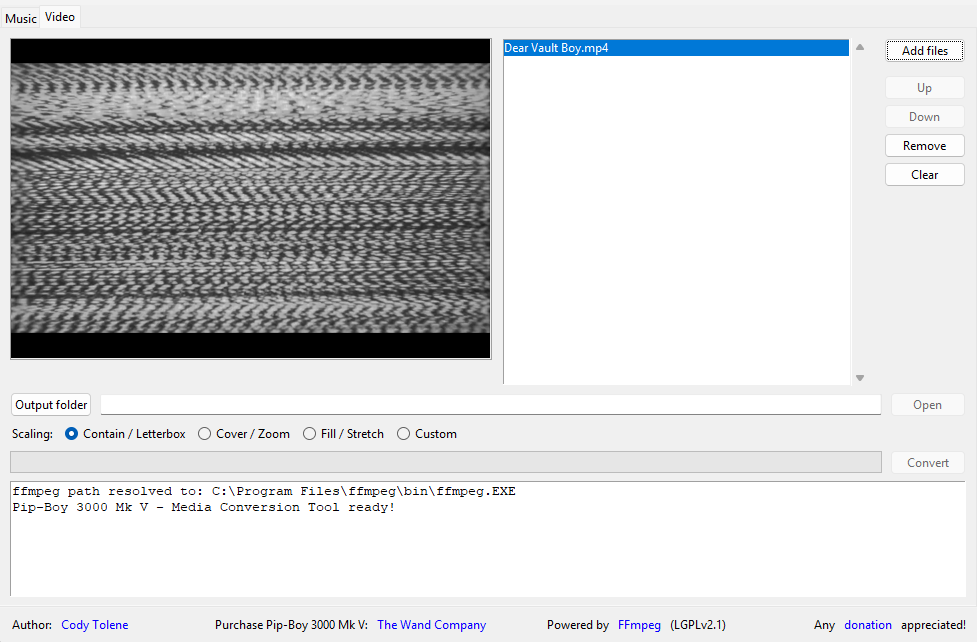 Music Video
Dear Vault Boy.mp4
Add files
Up
Down
Remove
Clear
Output folder
Open
Scaling: Contain / Letterbox Cover / Zoom Fill / Stretch Custom
Convert
ffmpeg path resolved to: C:\Program Files\ffmpeg\bin\ffmpeg.EXE
Pip-Boy 3000 Mk V - Media Conversion Tool ready!
Author: Cody Tolene Purchase Pip-Boy 3000 Mk V: The Wand Company Powered by FFmpeg (LGPLv2.1) Any donation appreciated!